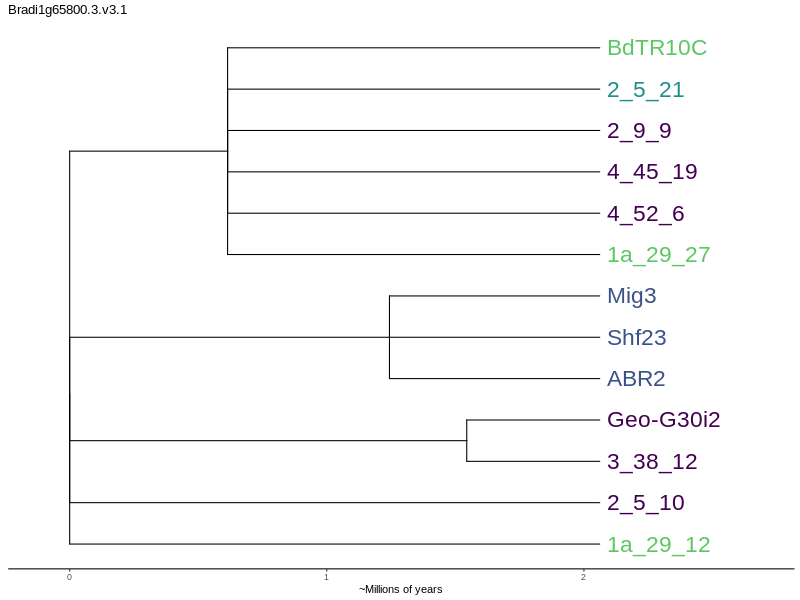 Bradi1g65800.3.v3.1
BdTR10C
2_5_21
2_9_9
4_45_19
4_52_6
1a_29_27
Mig3
Shf23
ABR2
Geo-G30i2
3_38_12
2_5_10
1a_29_12
0 1 2
~Millions of years